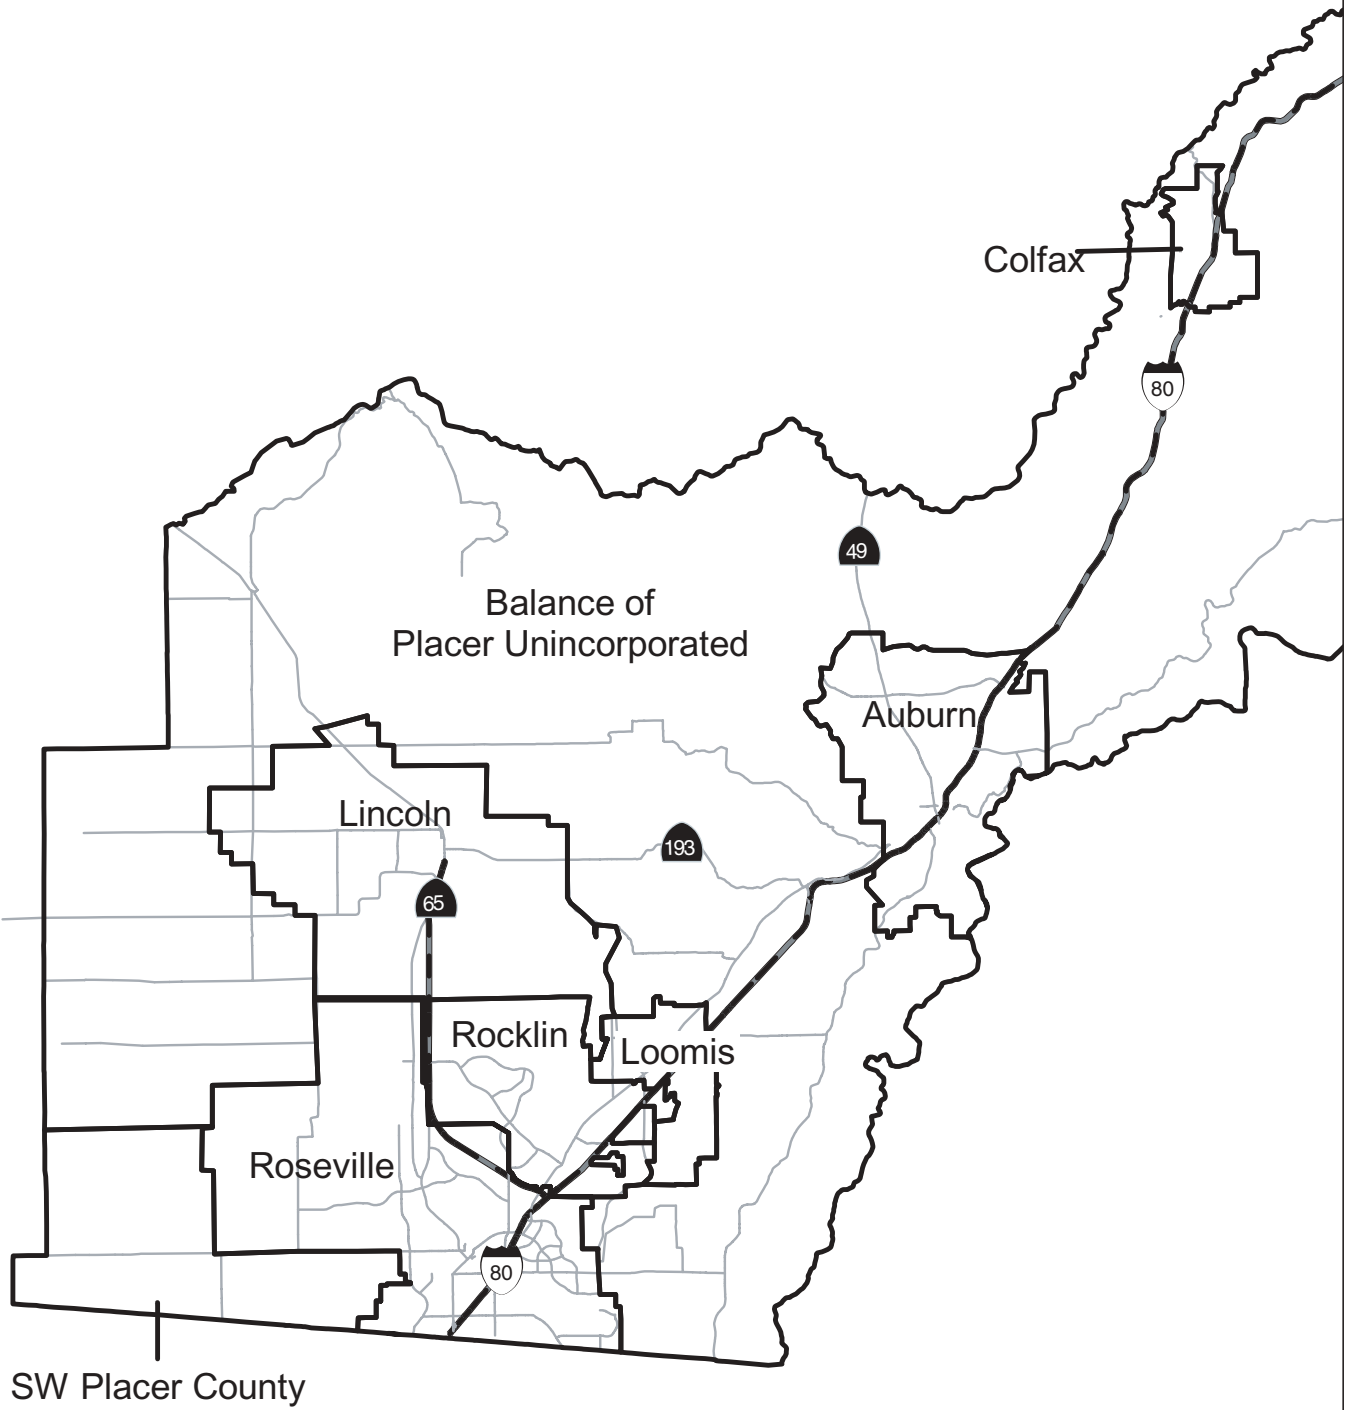 Colfax
80
49
Balance of
Placer Unincorporated
Auburn
Lincoln
193
65
Rocklin
Loomis
Roseville
80
SW Placer County